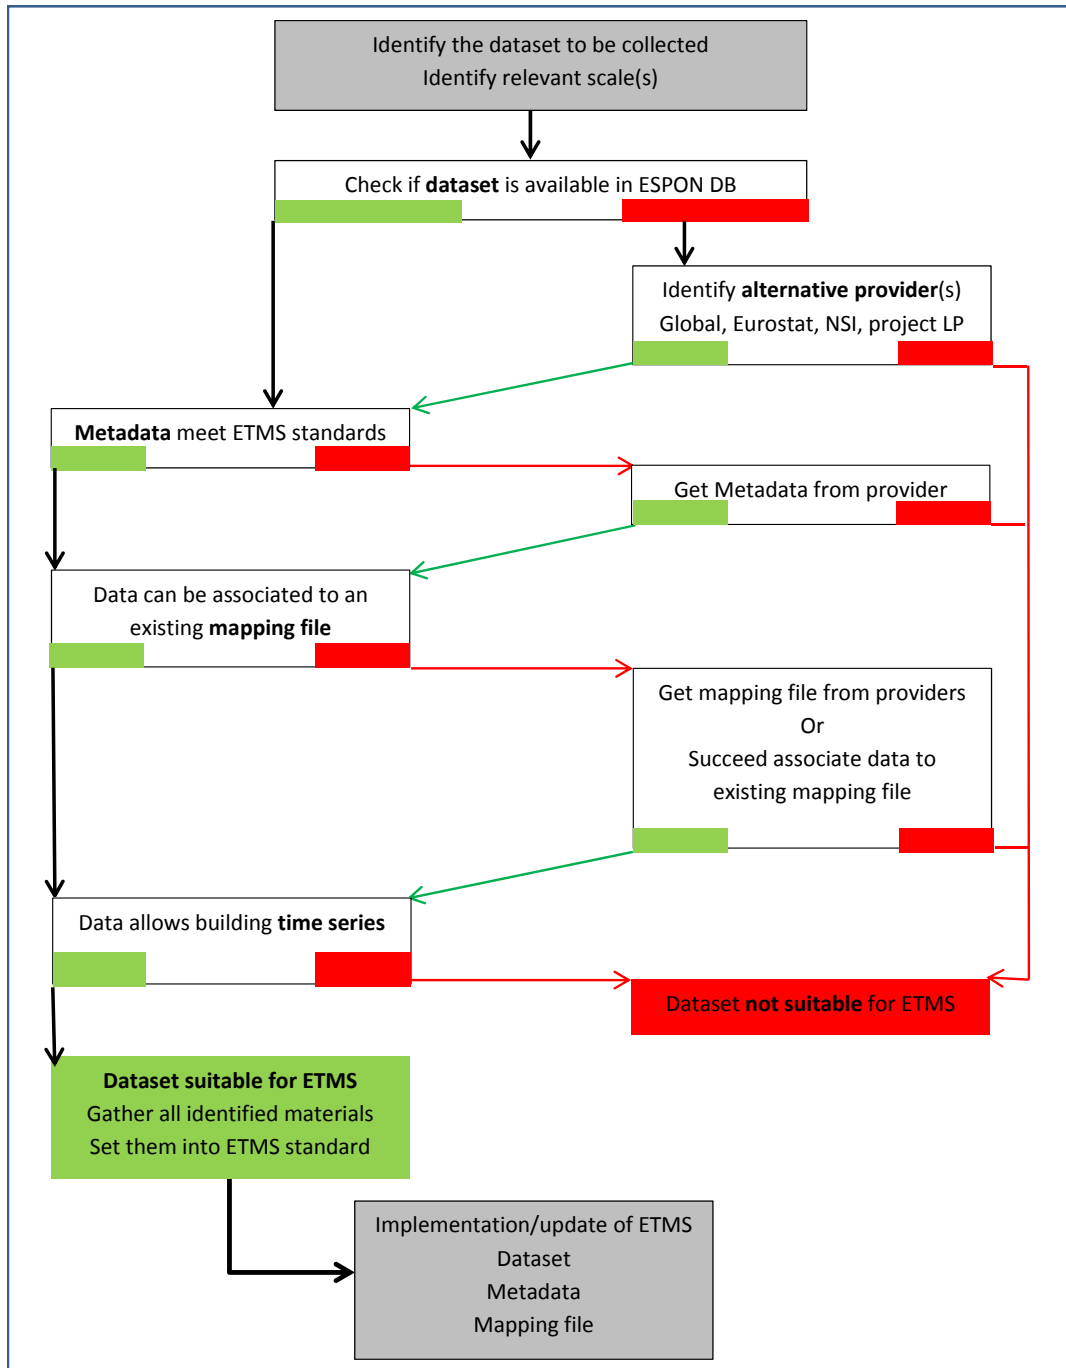 Identify the dataset to be collected
Identify relevant scale(s)
Check if dataset is available in ESPON DB
Identify alternative provider(s)
Global, Eurostat, NSI, project LP
Metadata meet ETMS standards
Get Metadata from provider
Data can be associated to an
existing mapping file
Get mapping file from providers
Or
Succeed associate data to
existing mapping file
Data allows building time series
Dataset not suitable for ETMS
Dataset suitable for ETMS
Gather all identified materials
Set them into ETMS standard
Implementation/update of ETMS
Dataset
Metadata
Mapping file